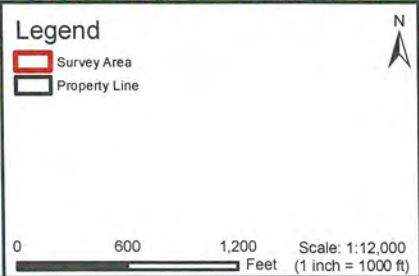 Legend
N
Survey Area
Property Line
0 600 1,200
Feet
Scale: 1:12,000
(1 inch = 1000 ft)